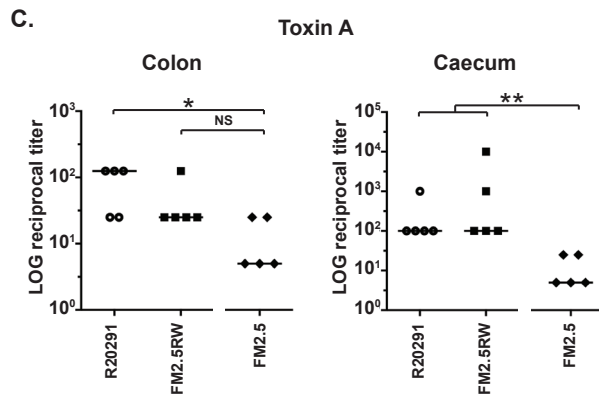 C.
Toxin A
Colon
Caecum
LOG reciprocal titer
10³
10²
10¹
10⁰
*
NS
R20291
FM2.5RW
FM2.5
LOG reciprocal titer
10⁵
10⁴
10³
10²
10¹
10⁰
**
R20291
FM2.5RW
FM2.5